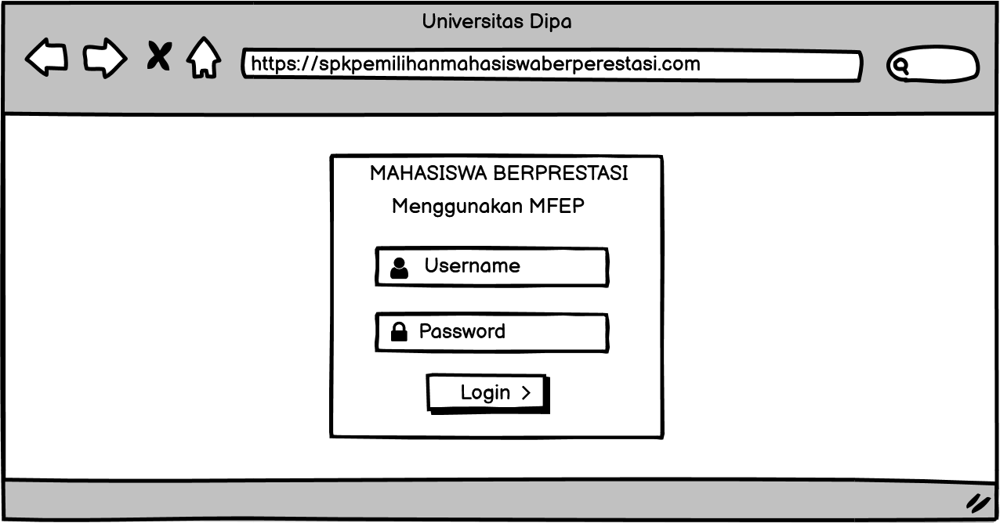 Universitas Dipa
https://spkpemilihanmahasiswaberperestasi.com
MAHASISWA BERPRESTASI
Menggunakan MFEP
Username
Password
Login